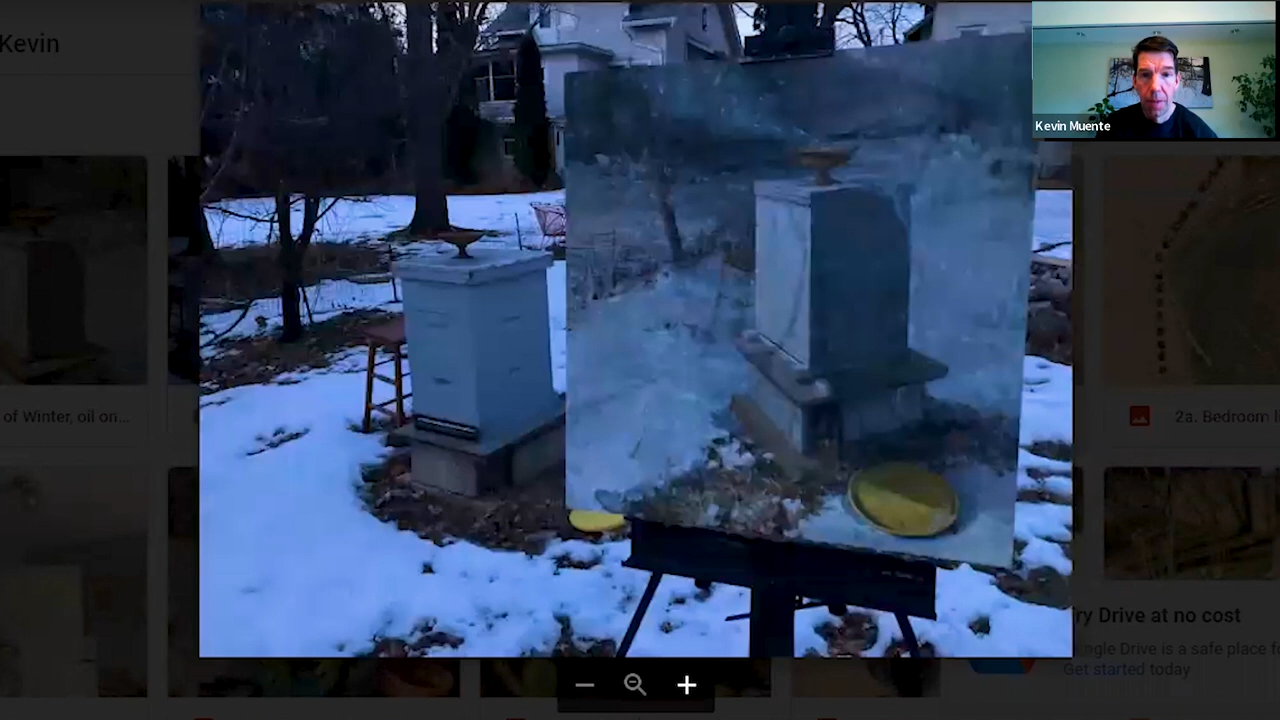 Kevin
Kevin Muente
of Winter, oil on...
2a. Bedroom
ry Drive at no cost
ngle Drive is a safe place f
Get started today